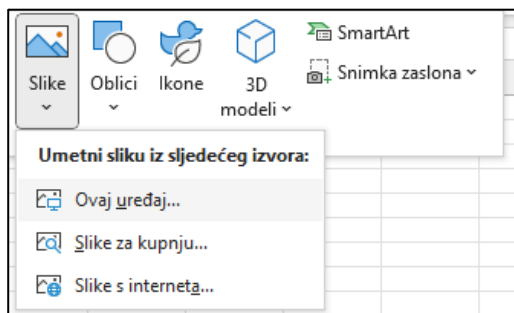 Slike
Oblici
Ikone
3D
modeli
SmartArt
Snimka zaslona
Umetni sliku iz sljedećeg izvora:
Ovaj uređaj...
Slike za kupnju...
Slike s interneta...